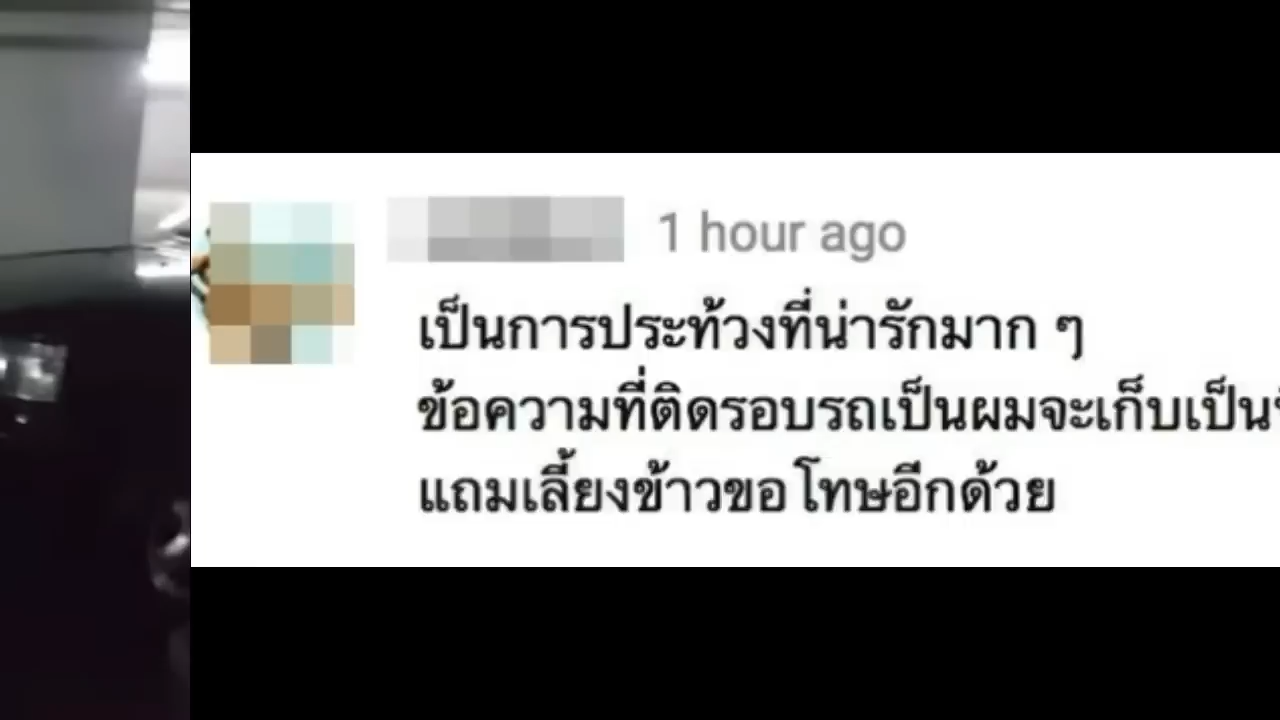 1 hour ago
เป็นการประท้วงที่น่ารักมาก ๆ
ข้อความที่ติดรอบรถเป็นผมจะเก็บเป็น
แถมเลี้ยงข้าวขอโทษอีกด้วย